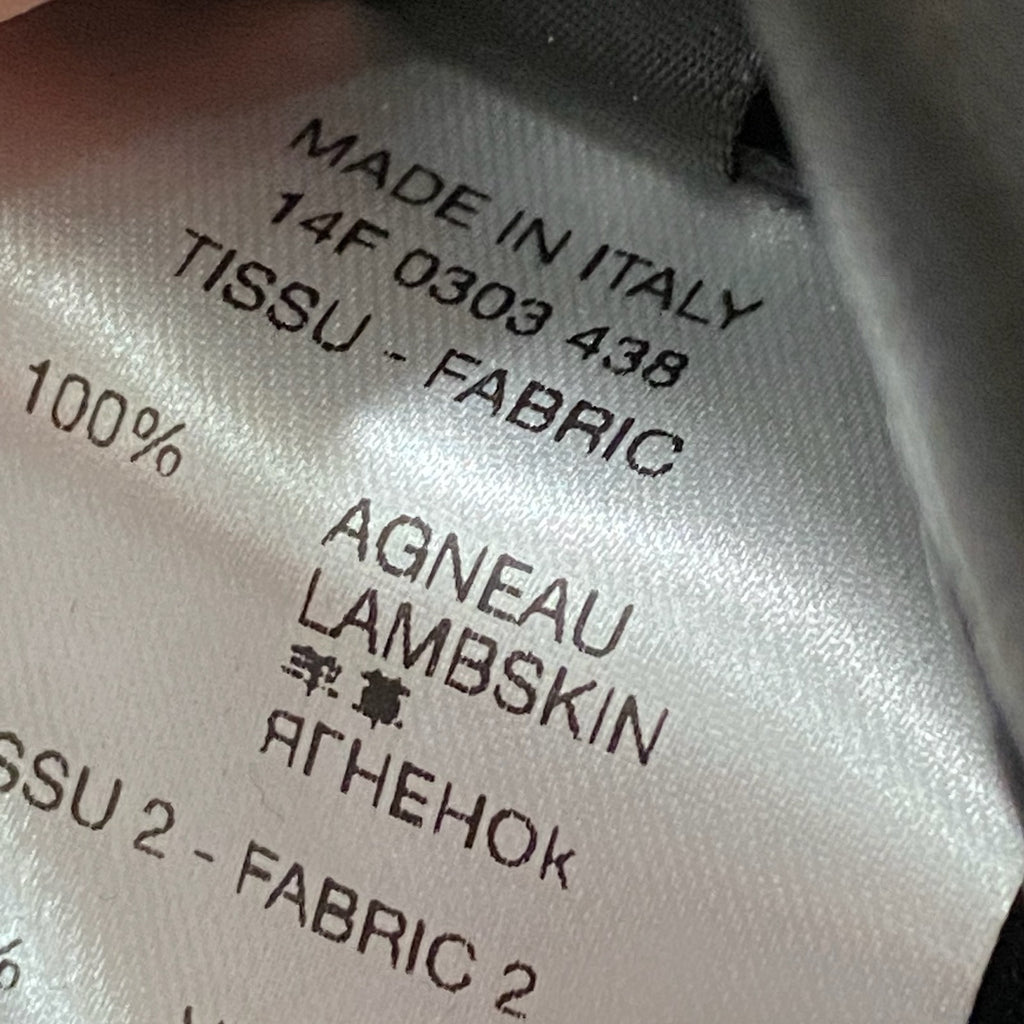 MADE IN ITALY
14F 0303 438
TISSU - FABRIC
100%
AGNEAU
LAMBSKIN
ЯГНЕНОК
SSU 2 - FABRIC 2
%